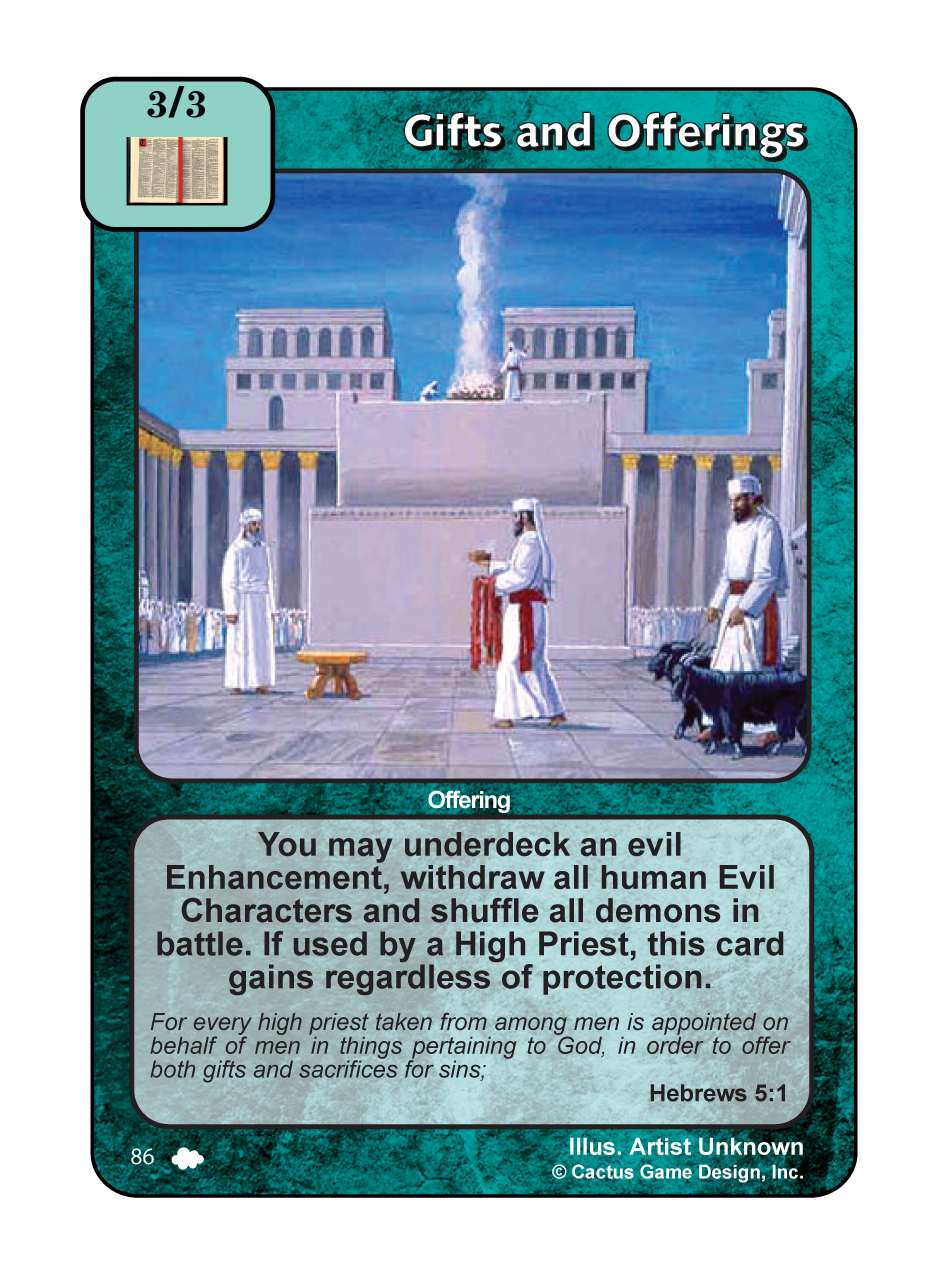 3/3
Gifts and Offerings
Offering
You may underdeck an evil
Enhancement, withdraw all human Evil
Characters and shuffle all demons in
battle. If used by a High Priest, this card
gains regardless of protection.
For every high priest taken from among men is appointed on
behalf of men in things pertaining to God, in order to offer
both gifts and sacrifices for sins;
Hebrews 5:1
86
Illus. Artist Unknown
© Cactus Game Design, Inc.